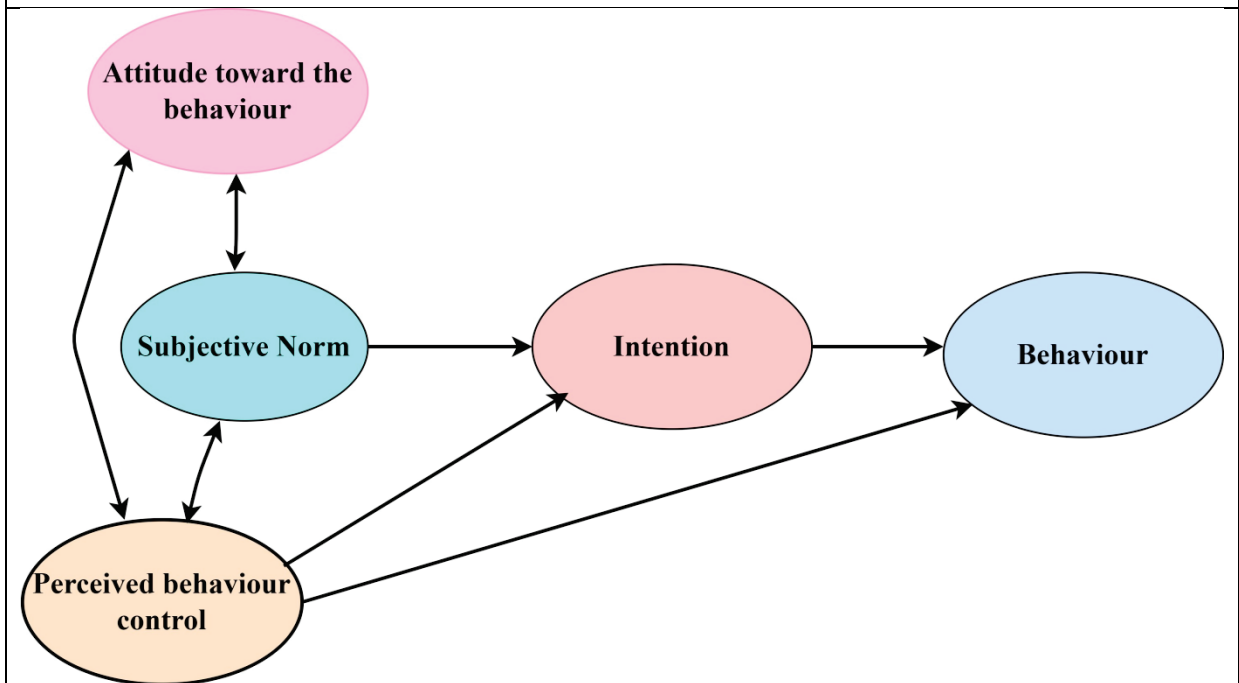 Attitude toward the
behaviour
Subjective Norm
Intention
Behaviour
Perceived behaviour
control